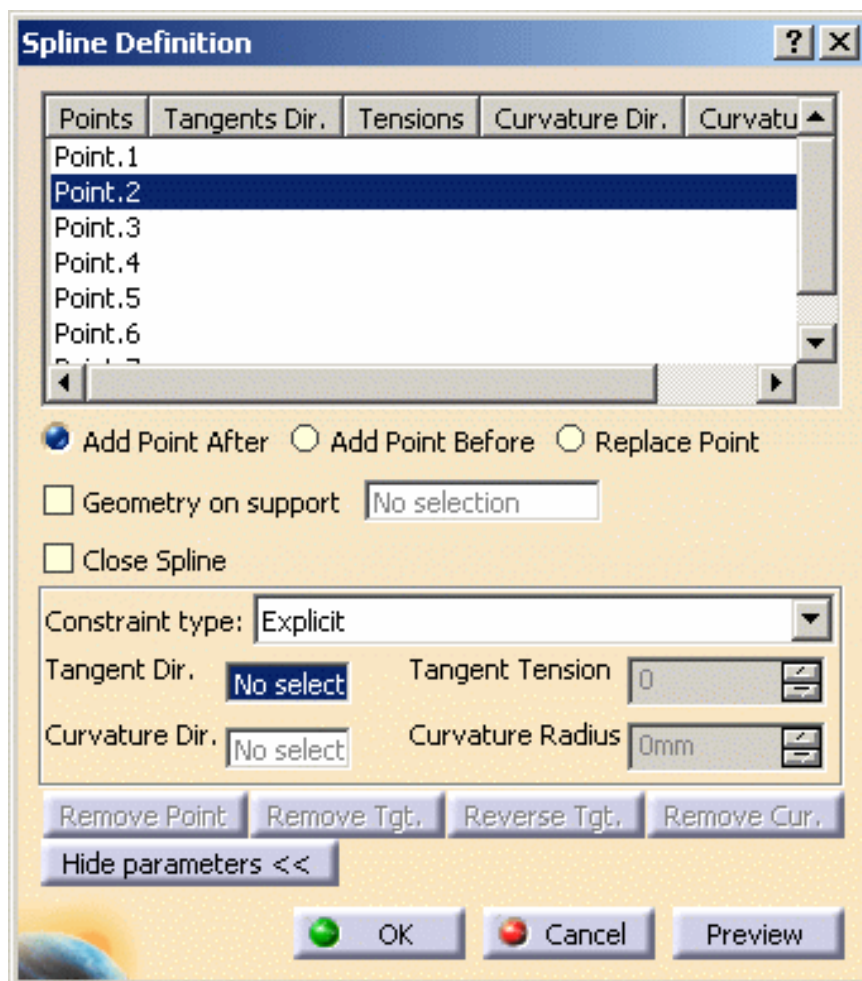 Spline Definition
Points Tangents Dir. Tensions Curvature Dir. Curvatu
Point.1
Point.2
Point.3
Point.4
Point.5
Point.6
Add Point After Add Point Before Replace Point
Geometry on support No selection
Close Spline
Constraint type: Explicit
Tangent Dir. No select Tangent Tension 0
Curvature Dir. No select Curvature Radius 0mm
Remove Point Remove Tgt. Reverse Tgt. Remove Cur.
Hide parameters <<
OK Cancel Preview